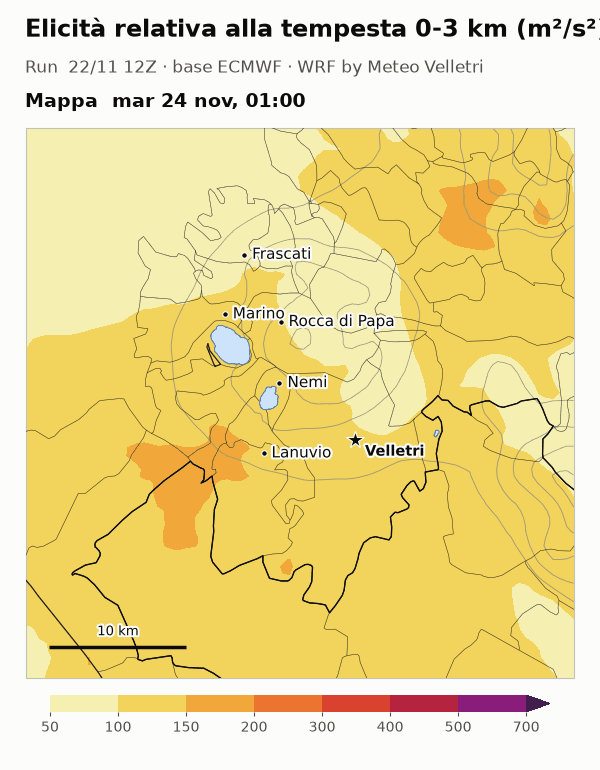 Elicità relativa alla tempesta 0-3 km (m²/s²)
Run 22/11 12Z · base ECMWF · WRF by Meteo Velletri
Mappa mar 24 nov, 01:00
Frascati
Marino
Rocca di Papa
Nemi
Velletri
Lanuvio
10 km
50 100 150 200 300 400 500 700